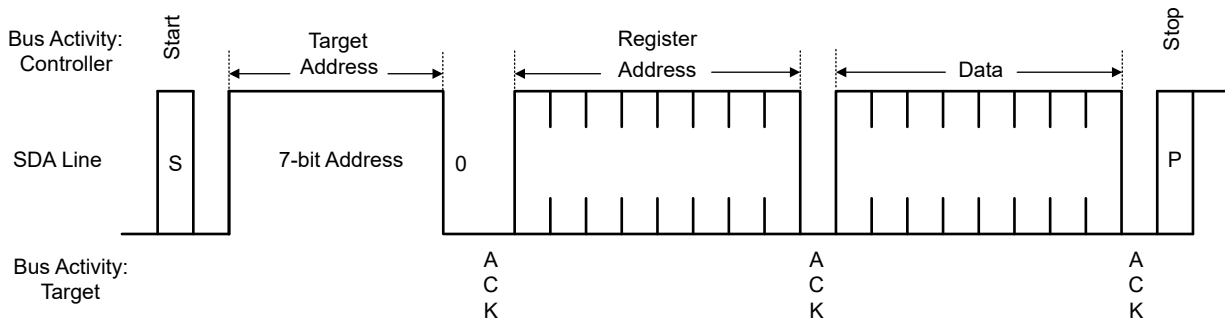 Bus Activity:
Controller
Start
Target
Address
Register
Address
Data
Stop
SDA Line
S
7-bit Address
0
P
Bus Activity:
Target
A
C
K
A
C
K
A
C
K